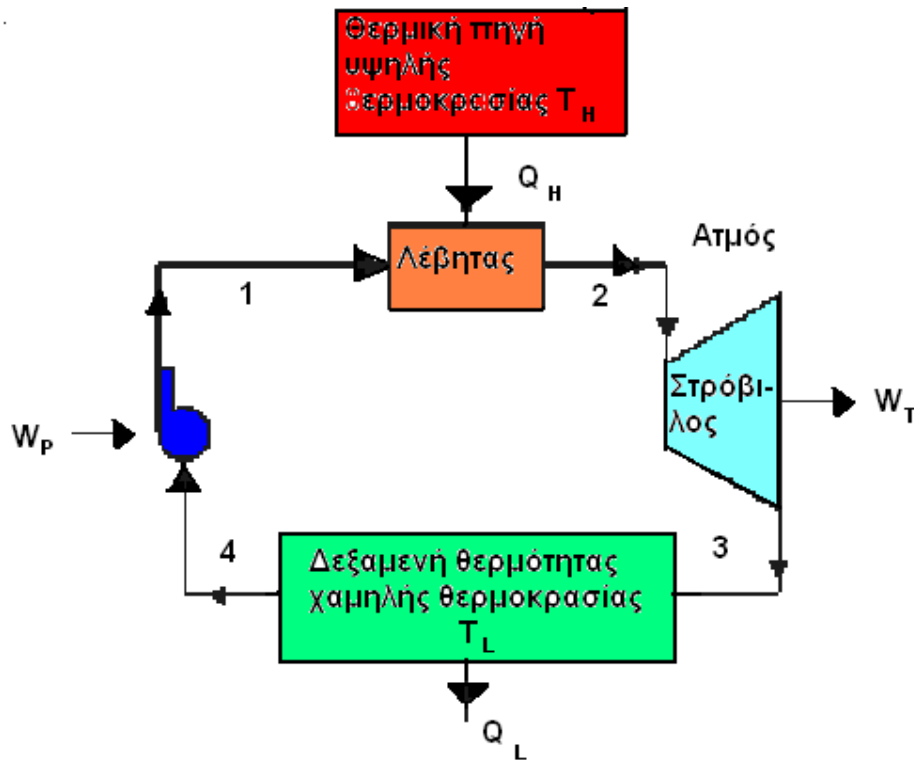 Θερμική πηγή
υψηλής
θερμοκρασίας T_H
Q_H
Λέβητας
Ατμός
1
2
Στρόβι-
λος
W_T
W_P
4
3
Δεξαμενή θερμότητας
χαμηλής θερμοκρασίας
T_L
Q_L